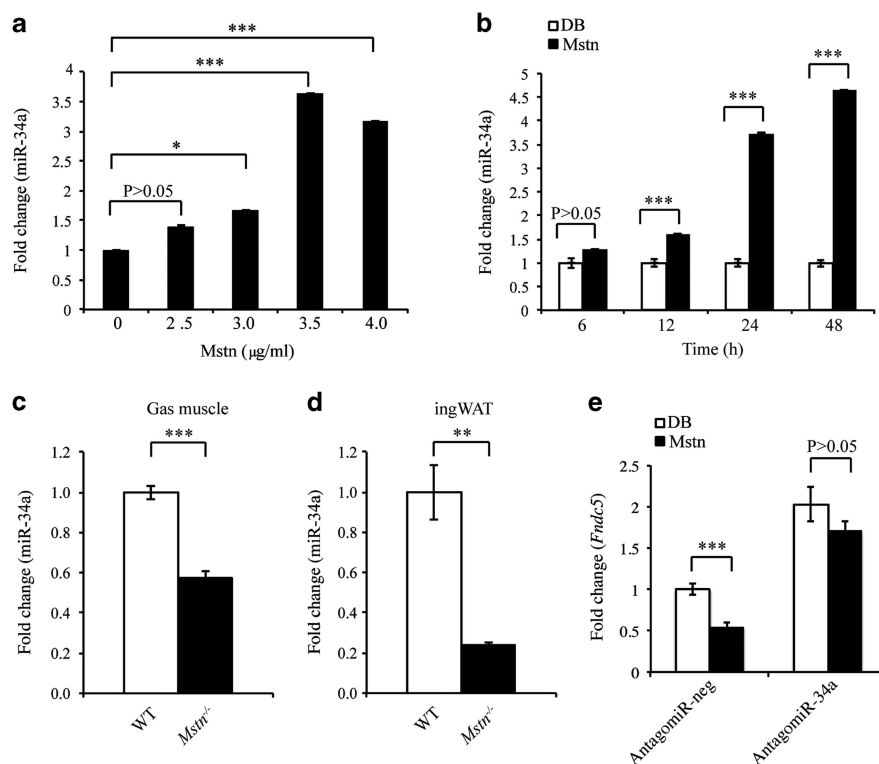 a
***
***
*
P>0.05
Fold change (miR-34a)
4
3.5
3
2.5
2
1.5
1
0.5
0
0 2.5 3.0 3.5 4.0
Mstn (μg/ml)
b
DB
Mstn
***
***
***
P>0.05
Fold change (miR-34a)
5
4.5
4
3.5
3
2.5
2
1.5
1
0.5
0
6 12 24 48
Time (h)
c
Gas muscle
***
Fold change (miR-34a)
1.2
1.0
0.8
0.6
0.4
0.2
0.0
WT
Mstn-/-
d
ingWAT
**
Fold change (miR-34a)
1.2
1.0
0.8
0.6
0.4
0.2
0.0
WT
Mstn-/-
e
DB
Mstn
P>0.05
***
Fold change (Fndc5)
2.5
2
1.5
1
0.5
0
AntagomiR-neg
AntagomiR-34a